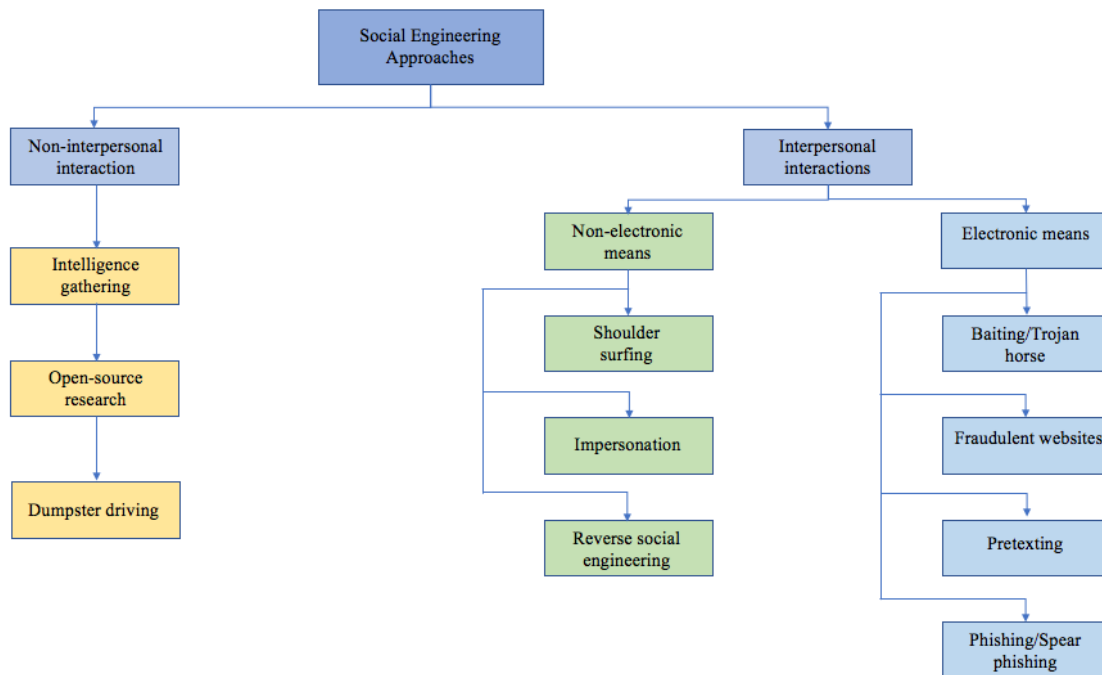 Social Engineering
Approaches
Non-interpersonal
interaction
Interpersonal
interactions
Intelligence
gathering
Open-source
research
Dumpster driving
Non-electronic
means
Shoulder
surfing
Impersonation
Reverse social
engineering
Electronic means
Baiting/Trojan
horse
Fraudulent websites
Pretexting
Phishing/Spear
phishing